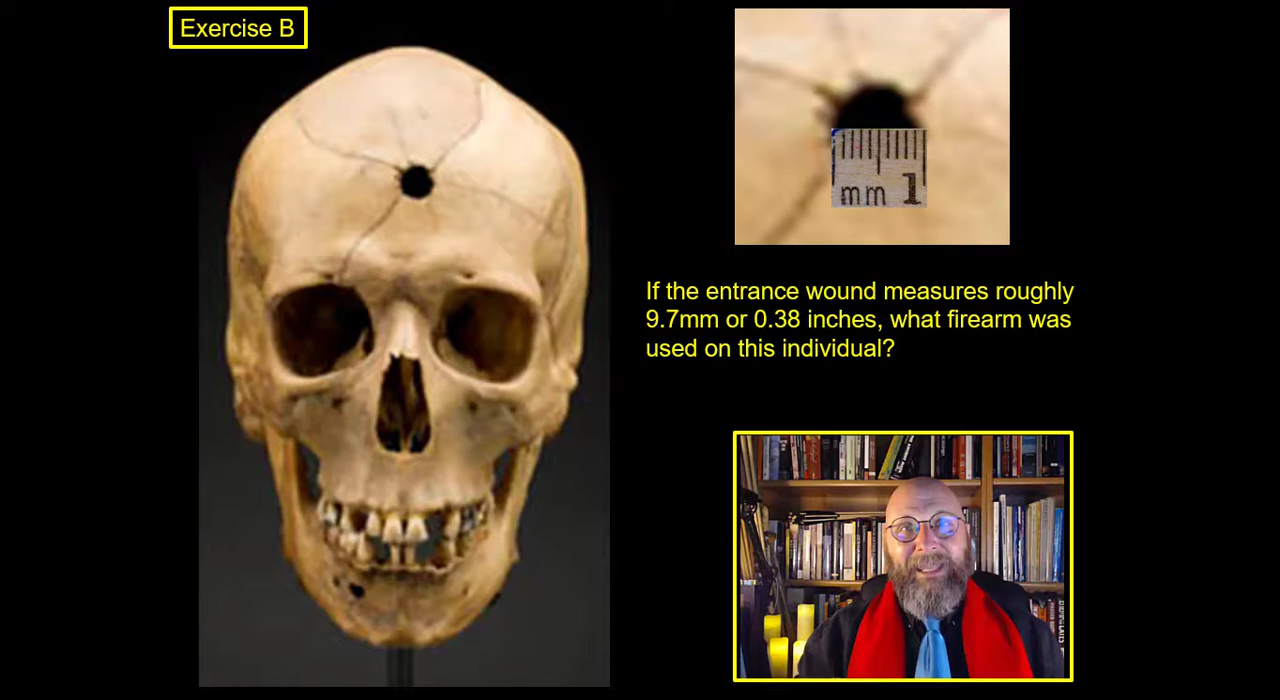 Exercise B
mm 1
If the entrance wound measures roughly
9.7mm or 0.38 inches, what firearm was
used on this individual?